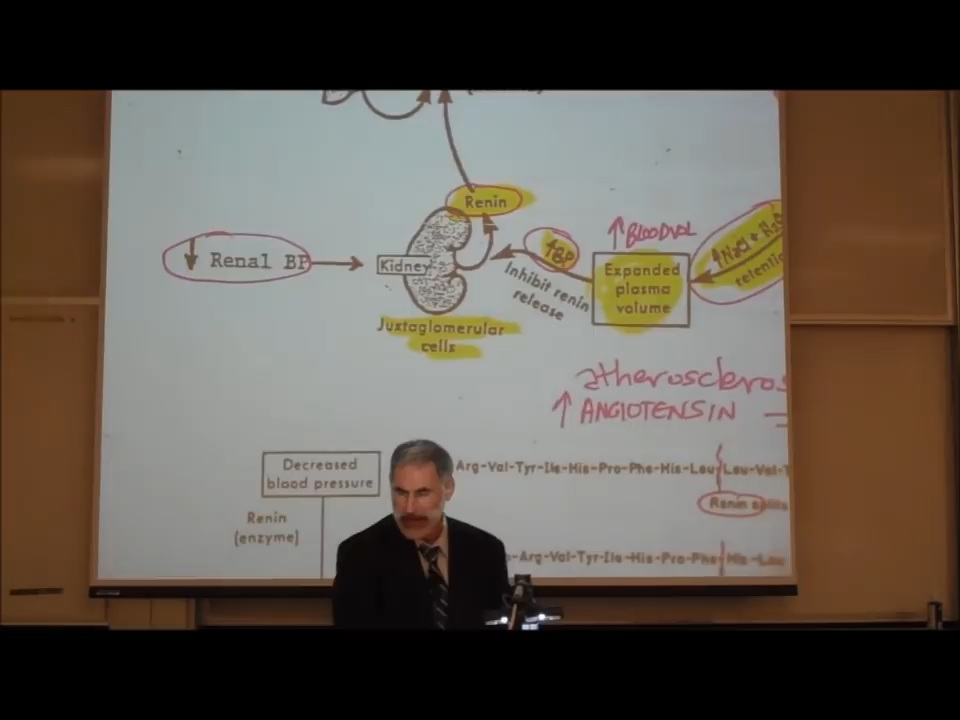 Renin
↑ BLOOD VOL
↓ Renal BP
Kidney
↑BP
Inhibit renin
release
Expanded
plasma
volume
↑ NaCl + H₂O
retenti
Juxtaglomerular
cells
atheroscleros
↑ ANGIOTENSIN
Decreased
blood pressure
Arg-Val-Tyr-Ile-His-Pro-Phe-His-Leu Leu-Val-T
Renin splits
Renin
(enzyme)
Arg-Val-Tyr-Ile-His-Pro-Phe His-Leu